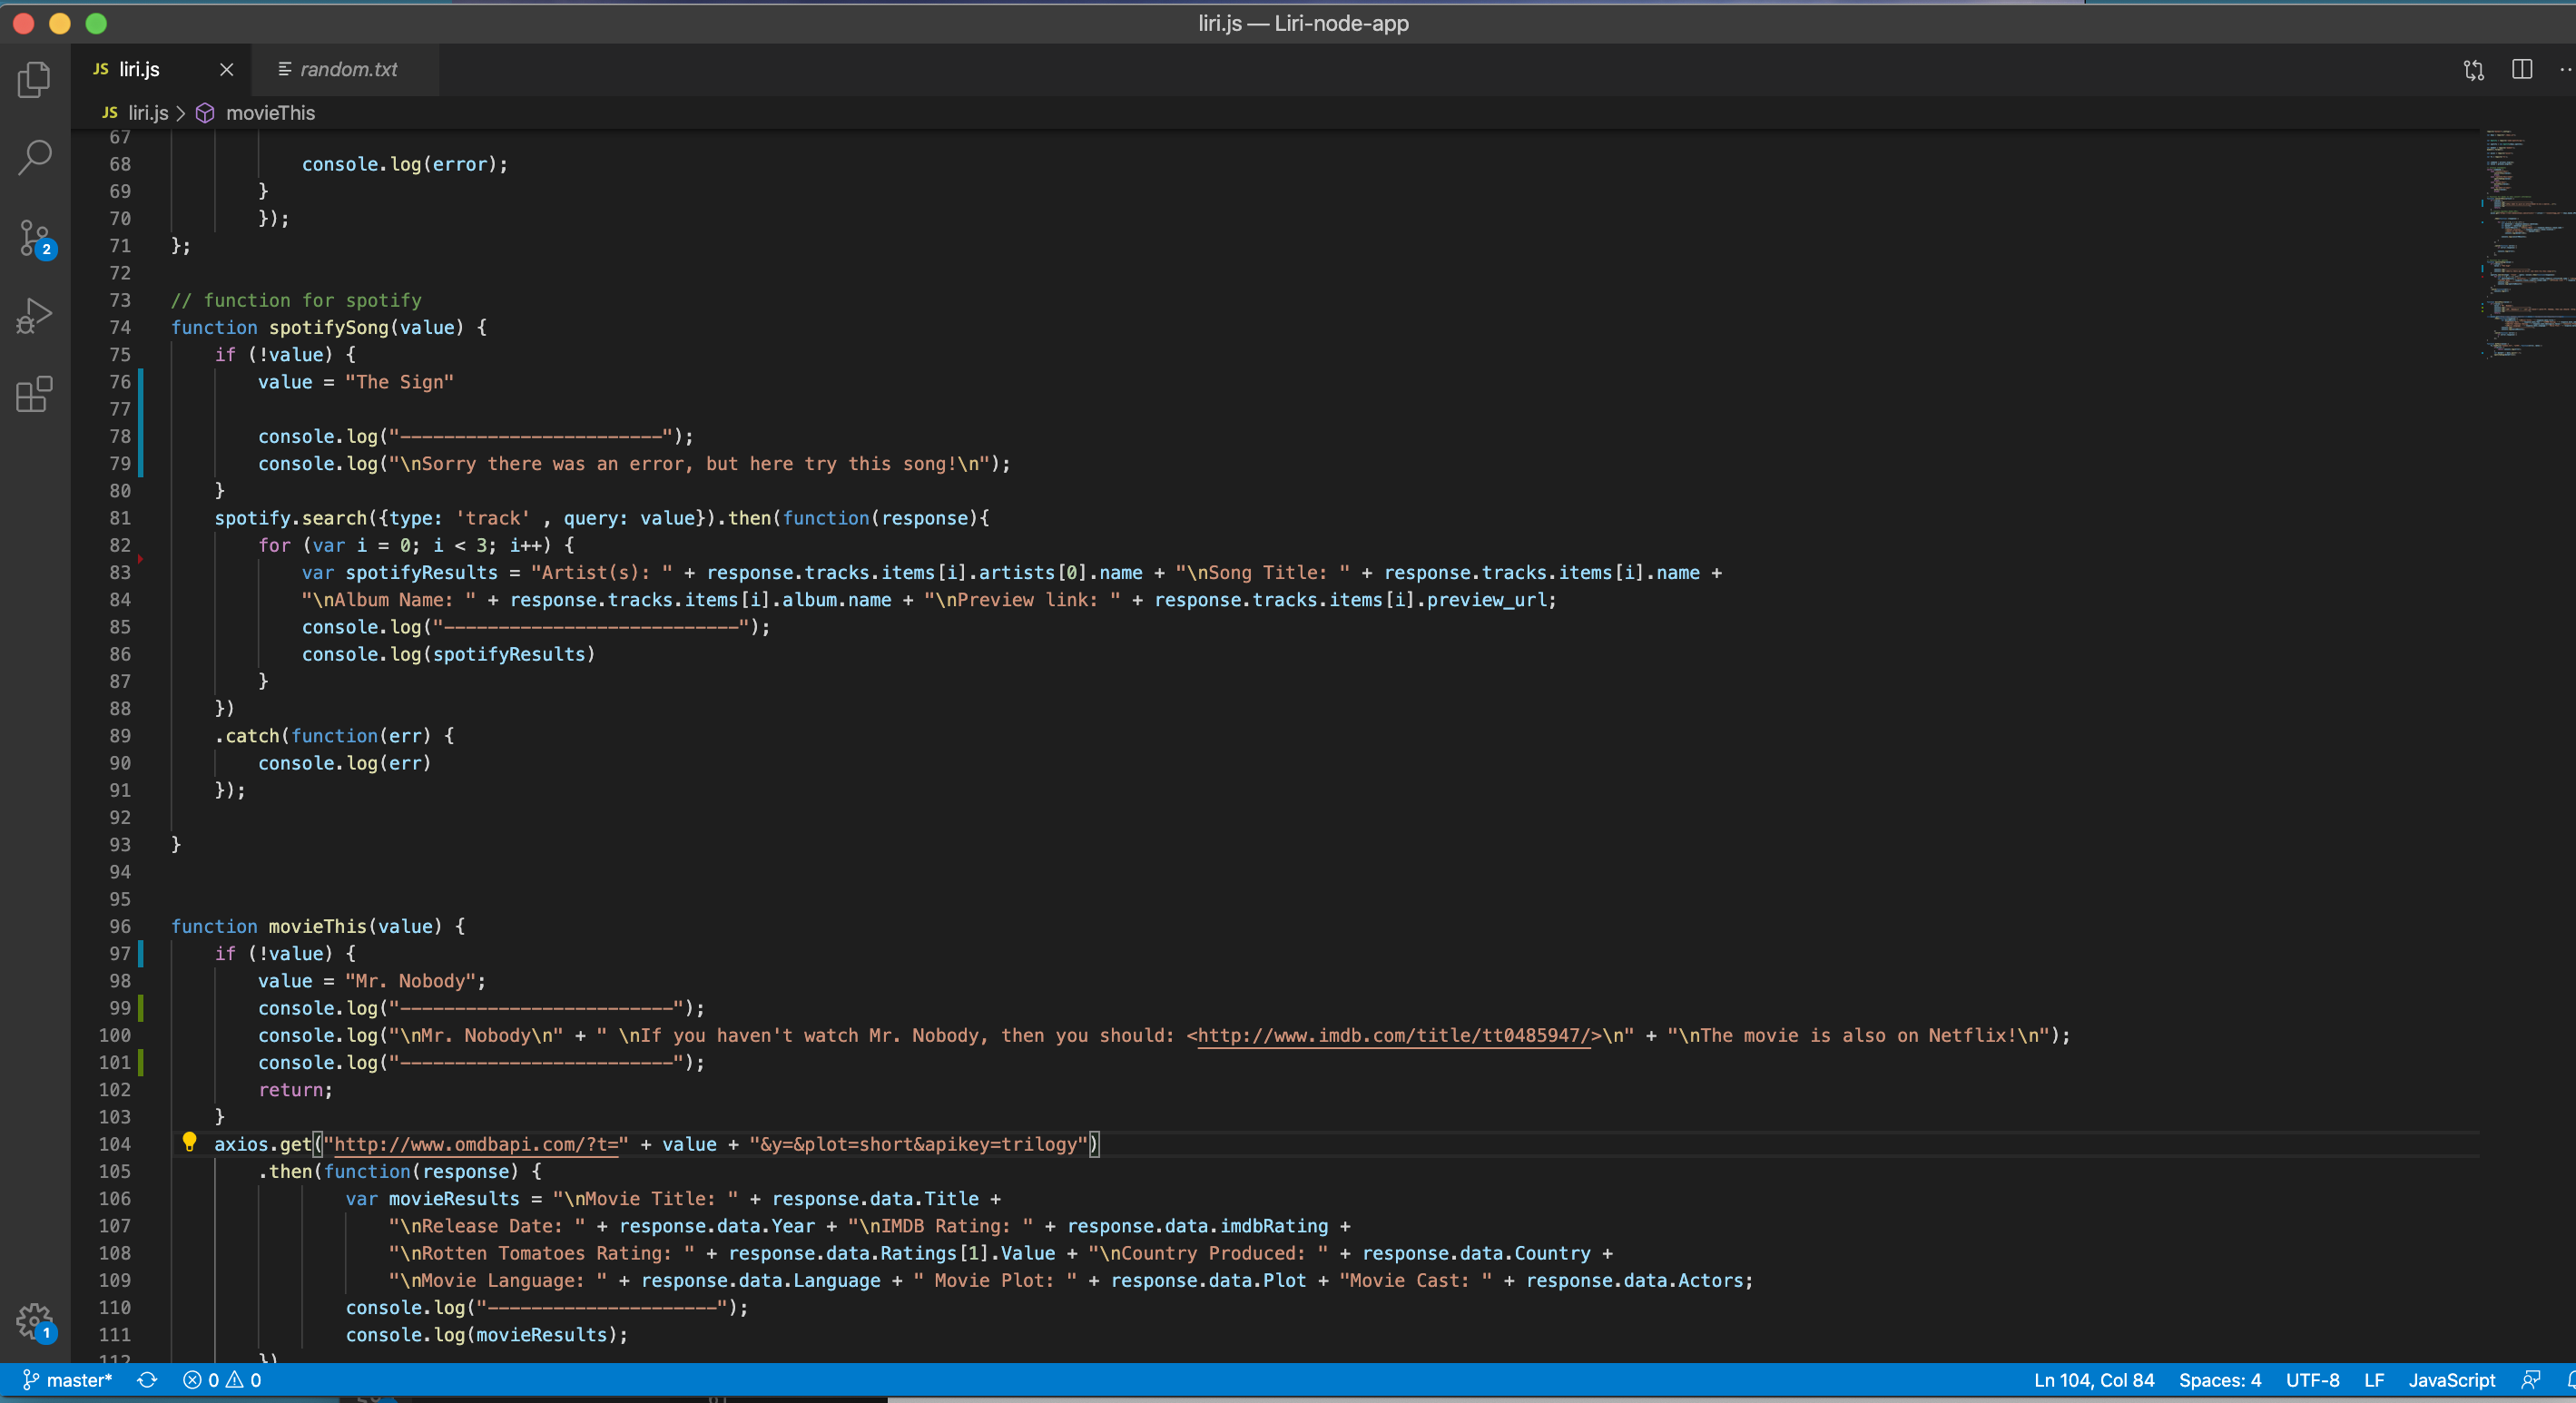 liri.js — Liri-node-app
JS liri.js
random.txt
JS liri.js > movieThis
67
68 console.log(error);
69 }
70 });
71 };
72
73 // function for spotify
74 function spotifySong(value) {
75 if (!value) {
76 value = "The Sign"
77
78 console.log("------------------------");
79 console.log("\nSorry there was an error, but here try this song!\n");
80 }
81 spotify.search({type: 'track' , query: value}).then(function(response){
82 for (var i = 0; i < 3; i++) {
83 var spotifyResults = "Artist(s): " + response.tracks.items[i].artists[0].name + "\nSong Title: " + response.tracks.items[i].name +
84 "\nAlbum Name: " + response.tracks.items[i].album.name + "\nPreview link: " + response.tracks.items[i].preview_url;
85 console.log("---------------------------");
86 console.log(spotifyResults)
87 }
88 })
89 .catch(function(err) {
90 console.log(err)
91 });
92
93 }
94
95
96 function movieThis(value) {
97 if (!value) {
98 value = "Mr. Nobody";
99 console.log("-------------------------");
100 console.log("\nMr. Nobody\n" + " \nIf you haven't watch Mr. Nobody, then you should: <http://www.imdb.com/title/tt0485947/>\n" + "\nThe movie is also on Netflix!\n");
101 console.log("-------------------------");
102 return;
103 }
104 axios.get("http://www.omdbapi.com/?t=" + value + "&y=&plot=short&apikey=trilogy")
105 .then(function(response) {
106 var movieResults = "\nMovie Title: " + response.data.Title +
107 "\nRelease Date: " + response.data.Year + "\nIMDB Rating: " + response.data.imdbRating +
108 "\nRotten Tomatoes Rating: " + response.data.Ratings[1].Value + "\nCountry Produced: " + response.data.Country +
109 "\nMovie Language: " + response.data.Language + " Movie Plot: " + response.data.Plot + "Movie Cast: " + response.data.Actors;
110 console.log("---------------------");
111 console.log(movieResults);
112 })
2
1
master* 0 0 Ln 104, Col 84 Spaces: 4 UTF-8 LF JavaScript